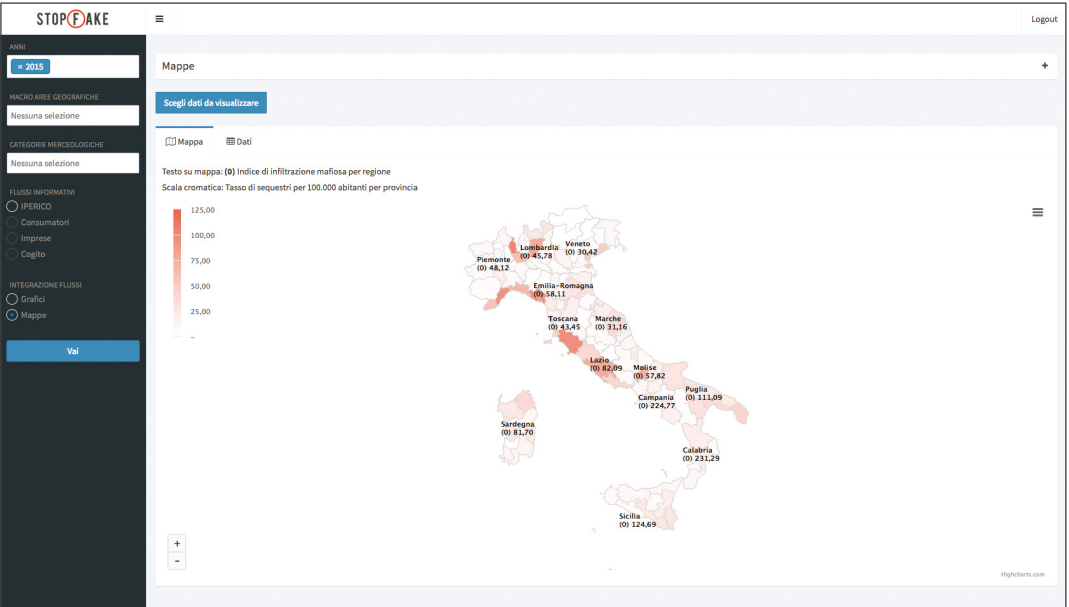 STOPFAKE
Logout
ANNI
× 2015
MACRO AREE GEOGRAFICHE
Nessuna selezione
CATEGORIE MERCEOLOGICHE
Nessuna selezione
FLUSSI INFORMATIVI
IPERICO
Consumatori
Imprese
Cogito
INTEGRAZIONE FLUSSI
Grafici
Mappe
Vai
Mappe
+
Scegli dati da visualizzare
Mappa
Dati
Testo su mappa: (0) Indice di infiltrazione mafiosa per regione
Scala cromatica: Tasso di sequestri per 100.000 abitanti per provincia
125,00
100,00
75,00
50,00
25,00
–
Lombardia
(0) 45,78
Veneto
(0) 30,42
Piemonte
(0) 48,12
Emilia-Romagna
(0) 58,11
Toscana
(0) 43,45
Marche
(0) 31,16
Lazio
(0) 82,09
Molise
(0) 57,82
Campania
(0) 224,77
Puglia
(0) 111,09
Sardegna
(0) 81,70
Calabria
(0) 231,29
Sicilia
(0) 124,69
+
−
Highcharts.com